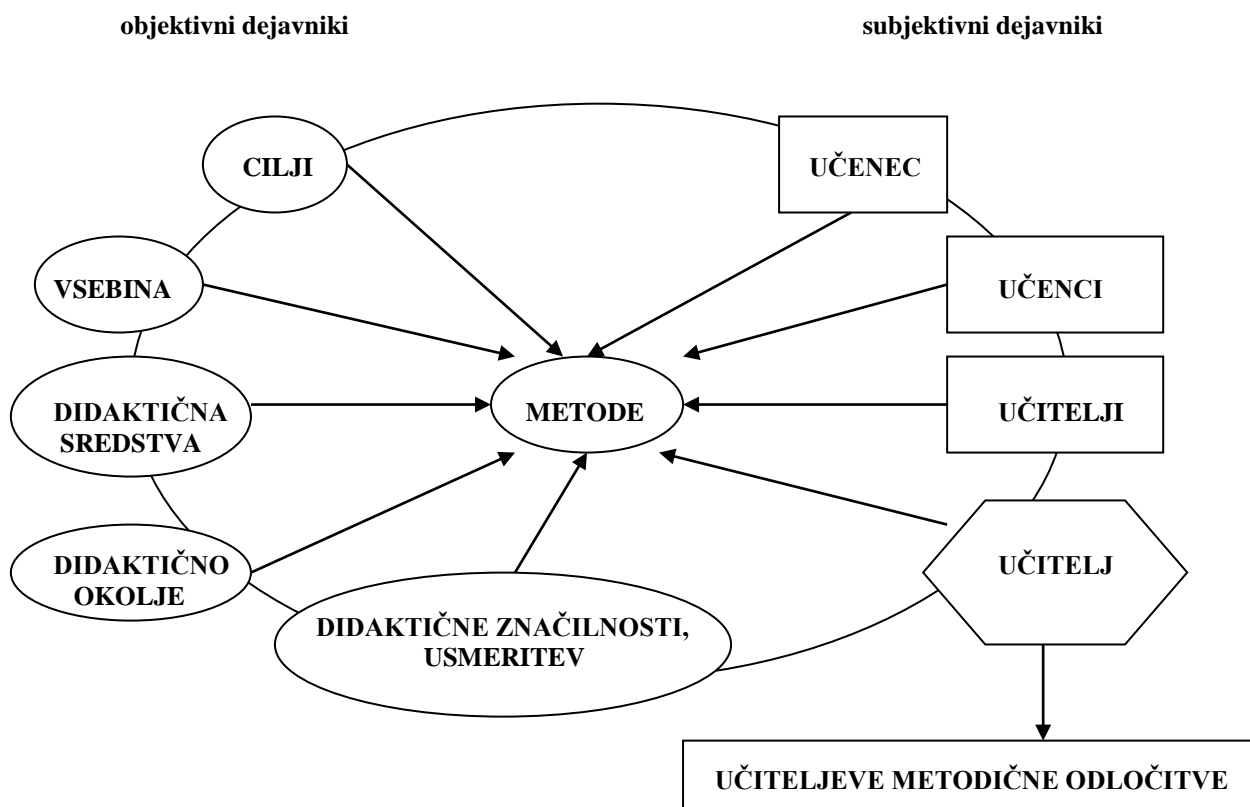 objektivni dejavniki
subjektivni dejavniki
CILJI
UČENEC
VSEBINA
UČENCI
DIDAKTIČNA
SREDSTVA
METODE
UČITELJI
DIDAKTIČNO
OKOLJE
UČITELJ
DIDAKTIČNE ZNAČILNOSTI,
USMERITEV
UČITELJEVE METODIČNE ODLOČITVE